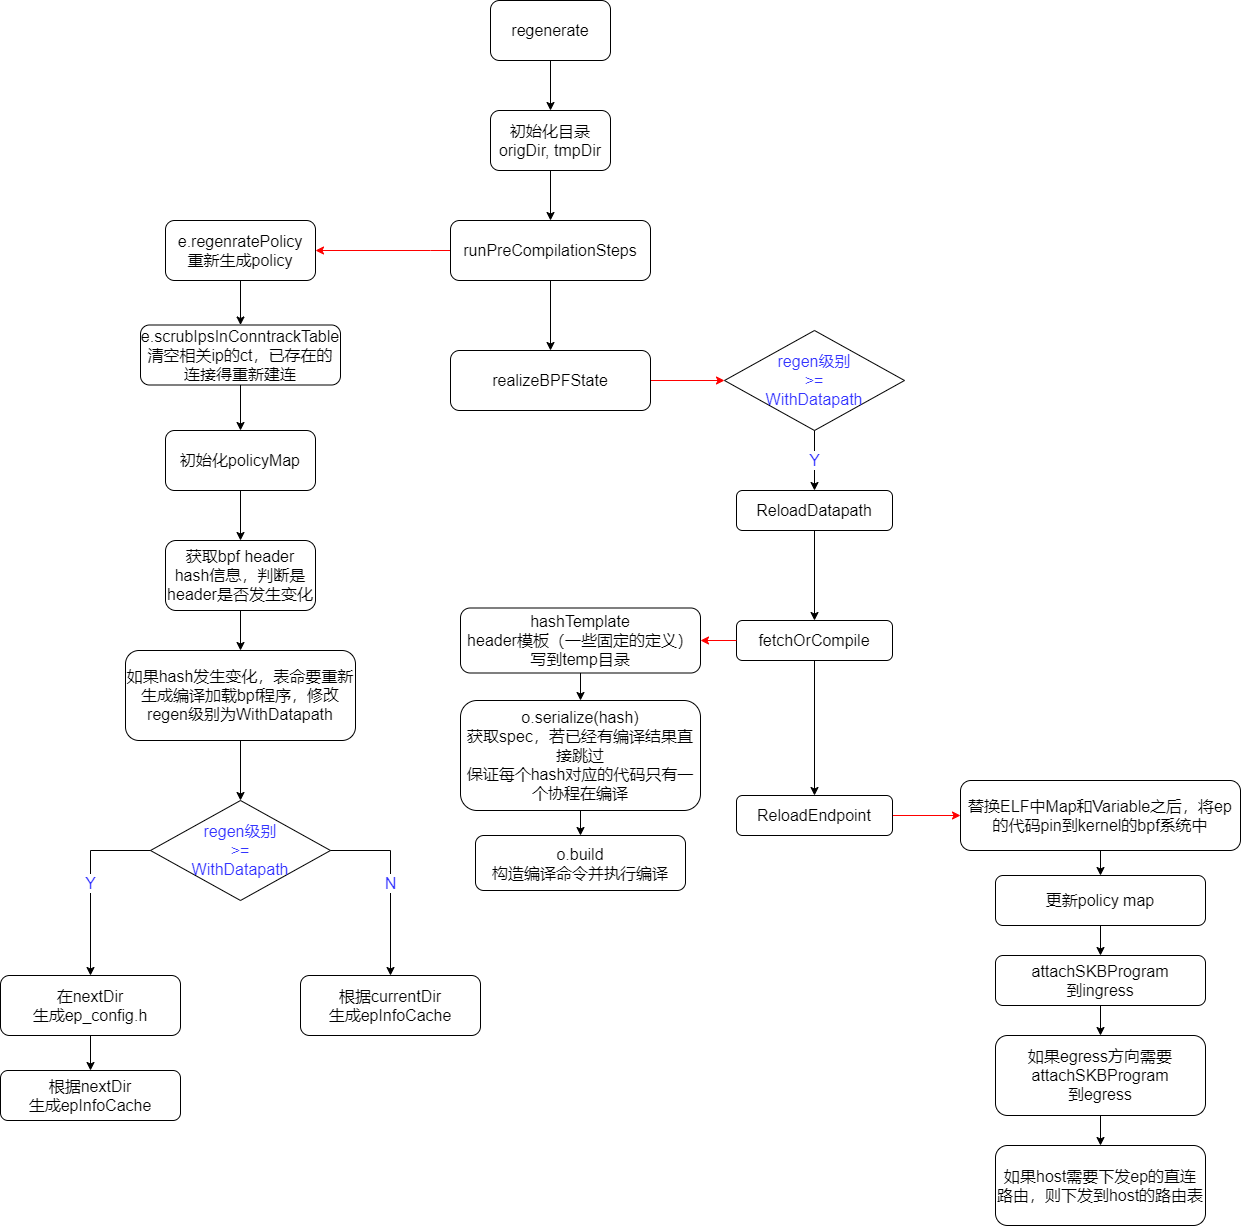 regenerate
初始化目录
origDir, tmpDir
runPreCompilationSteps
e.regenratePolicy
重新生成policy
e.scrubIpsInConntrackTable
清空相关ip的ct，已存在的
连接得重新建连
初始化policyMap
获取bpf header
hash信息，判断是
header是否发生变化
如果hash发生变化，表命要重新
生成编译加载bpf程序，修改
regen级别为WithDatapath
regen级别
>=
WithDatapath
Y
N
在nextDir
生成ep_config.h
根据nextDir
生成epInfoCache
根据currentDir
生成epInfoCache
realizeBPFState
regen级别
>=
WithDatapath
Y
ReloadDatapath
fetchOrCompile
hashTemplate
header模板（一些固定的定义）
写到temp目录
o.serialize(hash)
获取spec，若已经有编译结果直
接跳过
保证每个hash对应的代码只有一
个协程在编译
o.build
构造编译命令并执行编译
ReloadEndpoint
替换ELF中Map和Variable之后，将ep
的代码pin到kernel的bpf系统中
更新policy map
attachSKBProgram
到ingress
如果egress方向需要
attachSKBProgram
到egress
如果host需要下发ep的直连
路由，则下发到host的路由表